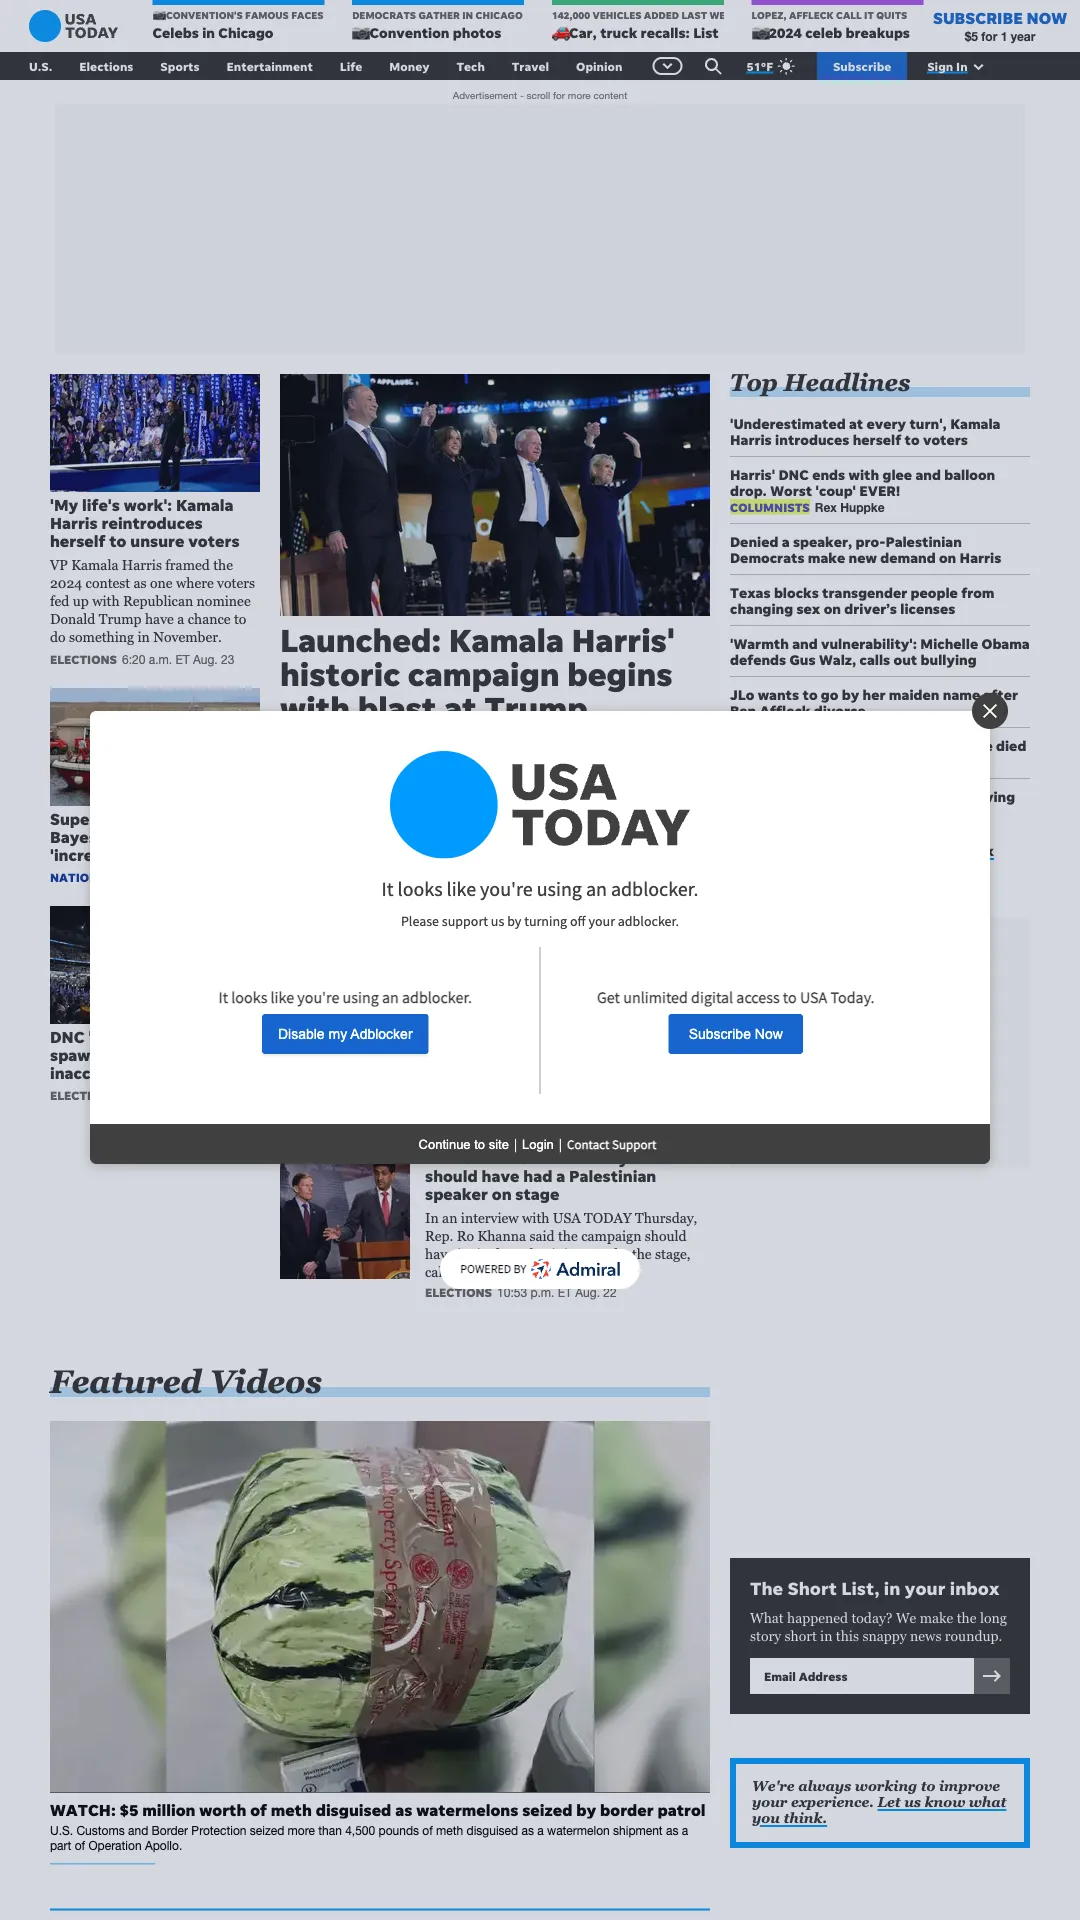 USA
TODAY
CONVENTION'S FAMOUS FACES
Celebs in Chicago
DEMOCRATS GATHER IN CHICAGO
Convention photos
142,000 VEHICLES ADDED LAST WE
Car, truck recalls: List
LOPEZ, AFFLECK CALL IT QUITS
2024 celeb breakups
SUBSCRIBE NOW
$5 for 1 year
U.S. Elections Sports Entertainment Life Money Tech Travel Opinion 51°F Subscribe Sign In
Advertisement - scroll for more content
'My life's work': Kamala
Harris reintroduces
herself to unsure voters
VP Kamala Harris framed the
2024 contest as one where voters
fed up with Republican nominee
Donald Trump have a chance to
do something in November.
ELECTIONS 6:20 a.m. ET Aug. 23
Supe
Baye
'incre
NATIO
DNC '
spaw
inacc
ELECTI
APPLAUSE
Launched: Kamala Harris'
historic campaign begins
with blast at Trump
Top Headlines
'Underestimated at every turn', Kamala
Harris introduces herself to voters
Harris' DNC ends with glee and balloon
drop. Worst 'coup' EVER!
COLUMNISTS Rex Huppke
Denied a speaker, pro-Palestinian
Democrats make new demand on Harris
Texas blocks transgender people from
changing sex on driver's licenses
'Warmth and vulnerability': Michelle Obama
defends Gus Walz, calls out bullying
JLo wants to go by her maiden name after
Ben Affleck divorce
died
ying
USA
TODAY
It looks like you're using an adblocker.
Please support us by turning off your adblocker.
It looks like you're using an adblocker.
Disable my Adblocker
Get unlimited digital access to USA Today.
Subscribe Now
Continue to site | Login | Contact Support
should have had a Palestinian
speaker on stage
In an interview with USA TODAY Thursday,
Rep. Ro Khanna said the campaign should
the stage,
POWERED BY Admiral
ELECTIONS 10:53 p.m. ET Aug. 22
Featured Videos
WATCH: $5 million worth of meth disguised as watermelons seized by border patrol
U.S. Customs and Border Protection seized more than 4,500 pounds of meth disguised as a watermelon shipment as a
part of Operation Apollo.
The Short List, in your inbox
What happened today? We make the long
story short in this snappy news roundup.
Email Address
We're always working to improve
your experience. Let us know what
you think.